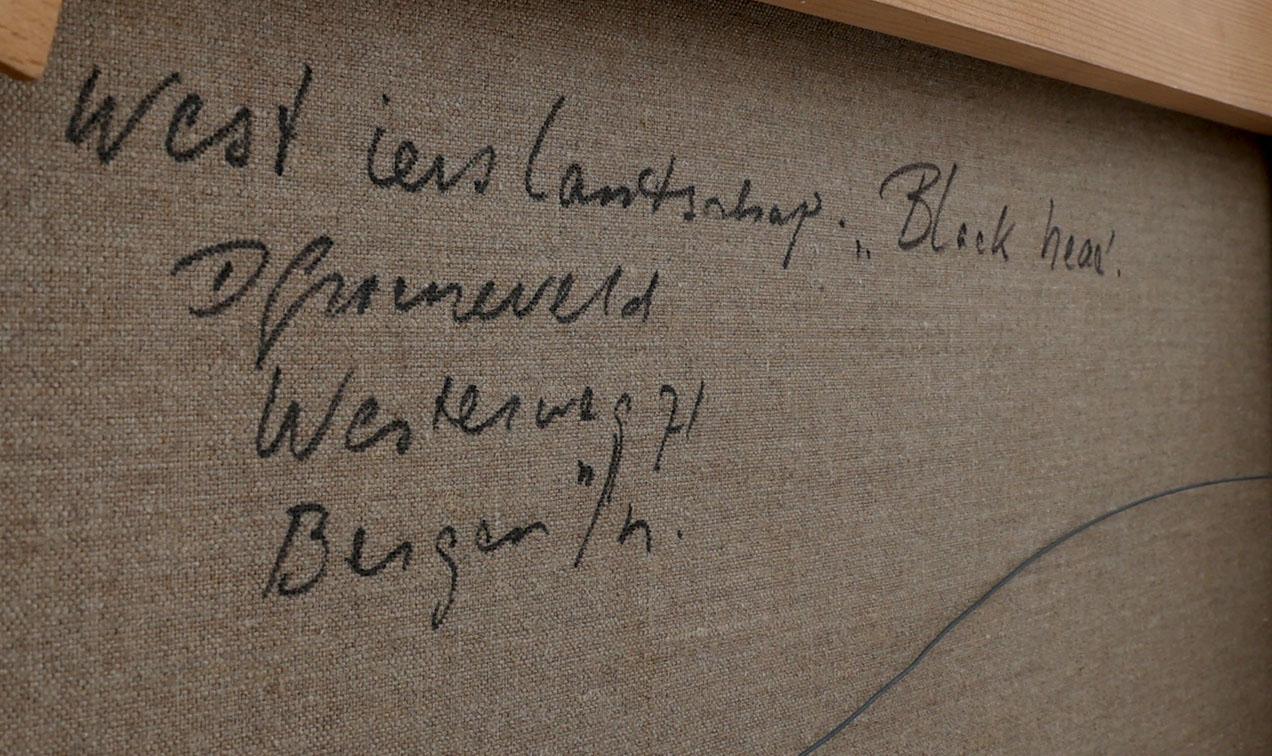 West iers landschap. „Black head".
D Groeneveld
Westerweg 71
Bergen n/h.